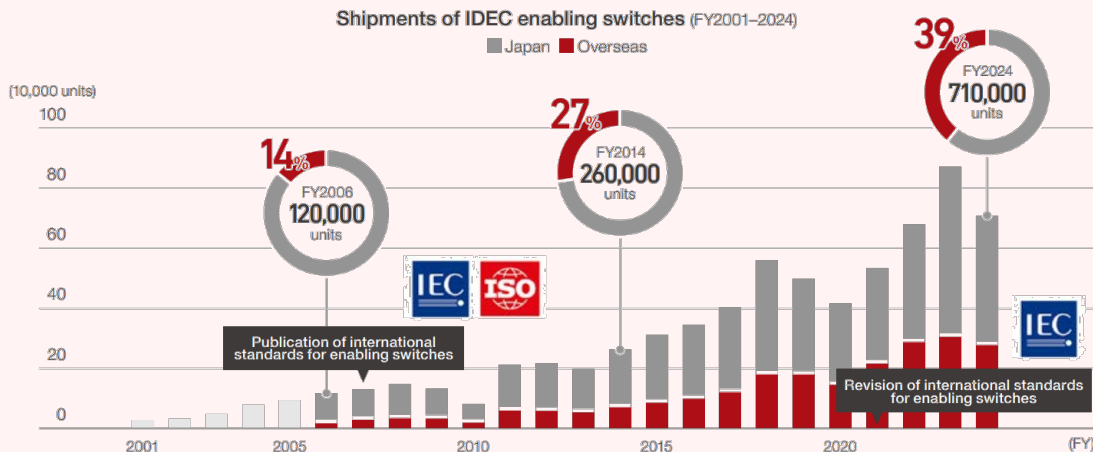 Shipments of IDEC enabling switches (FY2001–2024)
Japan Overseas
(10,000 units)
100
80
60
40
20
0
14%
FY2006
120,000
units
27%
FY2014
260,000
units
39%
FY2024
710,000
units
IEC
ISO
IEC
Publication of international
standards for enabling switches
Revision of international standards
for enabling switches
2001
2005
2010
2015
2020
(FY)